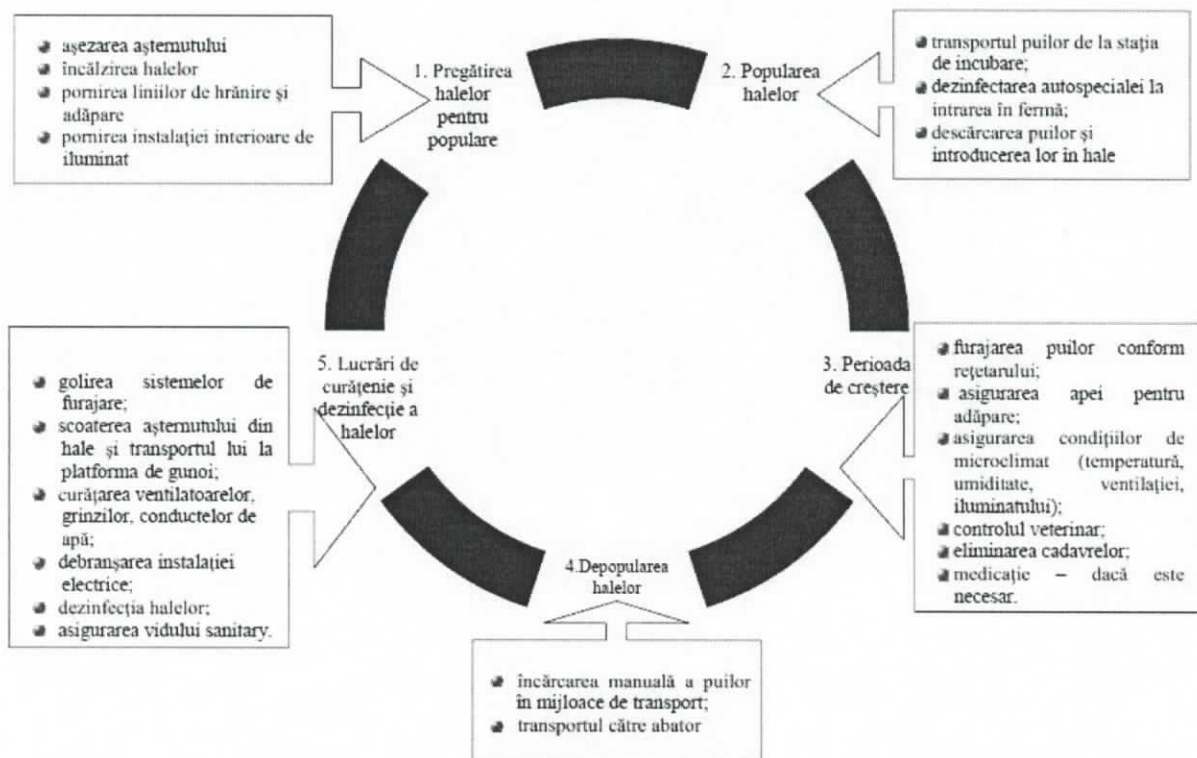 așezarea așternutului
încălzirea halelor
pornirea liniilor de hrănire și
adăpare
pornirea instalației interioare de
iluminat
1. Pregătirea
halelor
pentru
populare
2. Popularea
halelor
transportul puilor de la stația
de incubare;
dezinfectarea autospecialei la
intrarea în fermă;
descărcarea puilor și
introducerea lor în hale
3. Perioada
de creștere
furajarea puilor conform
rețetarului;
asigurarea apei pentru
adăpare;
asigurarea condițiilor de
microclimat (temperatură,
umiditate, ventilației,
iluminatului);
controlul veterinar;
eliminarea cadavrelor;
medicație – dacă este
necesar.
4.Depopularea
halelor
încărcarea manuală a puilor
în mijloace de transport;
transportul către abator
5. Lucrări de
curățenie și
dezinfecție a
halelor
golirea sistemelor de
furajare;
scoaterea așternutului din
hale și transportul lui la
platforma de gunoi;
curățarea ventilatoarelor,
grinzilor, conductelor de
apă;
debranșarea instalației
electrice;
dezinfecția halelor;
asigurarea vidului sanitary.